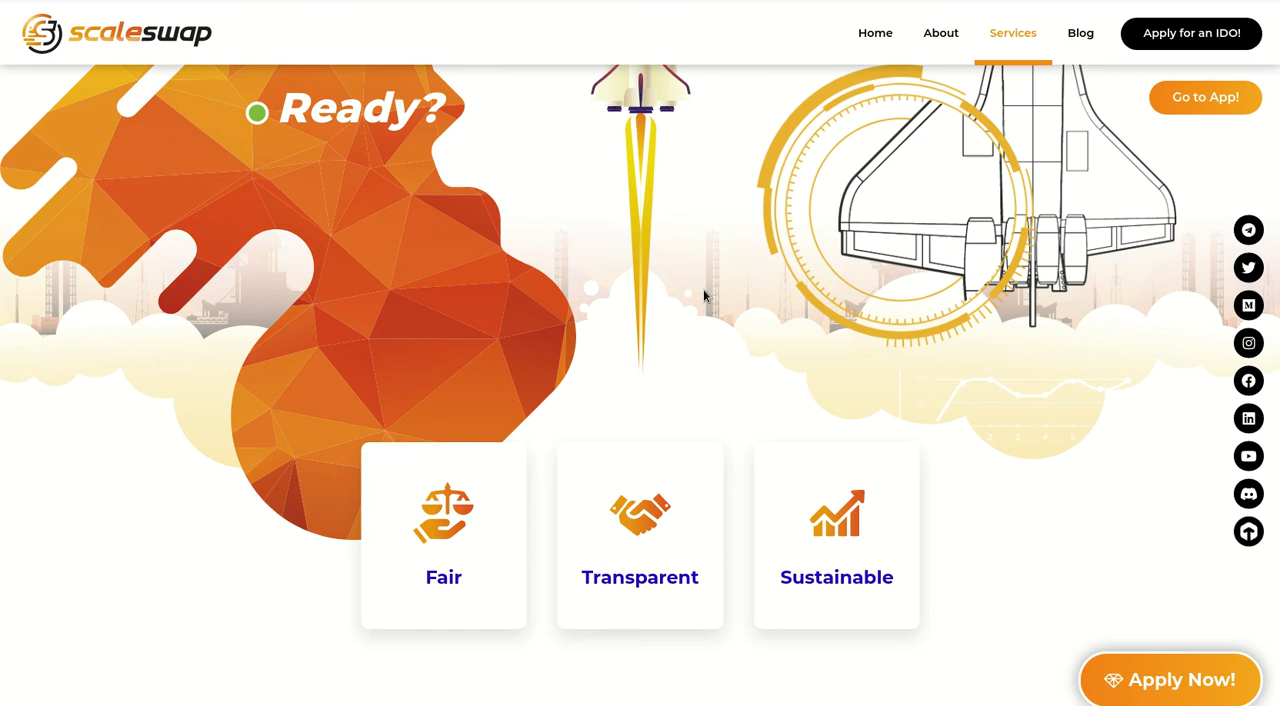 scaleswap
Home
About
Services
Blog
Apply for an IDO!
Go to App!
Ready?
Fair
Transparent
Sustainable
Apply Now!